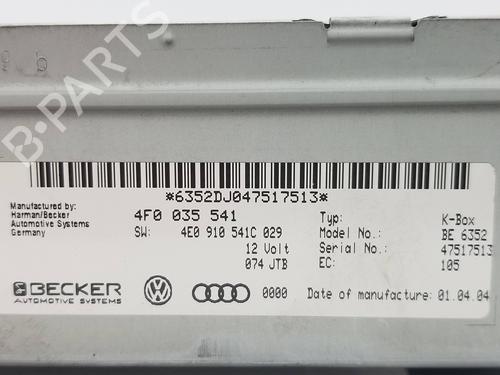 B-PARTS
*6352DJ047517513*
Manufactured by:
Harman/Becker
Automotive Systems
Germany
4F0 035 541
SW: 4E0 910 541C 029
12 Volt
074 JTB
Typ: K-Box
Model No.: BE 6352
Serial No.: 47517513
EC: 105
BECKER
AUTOMOTIVE SYSTEMS
0000
Date of manufacture: 01.04.04